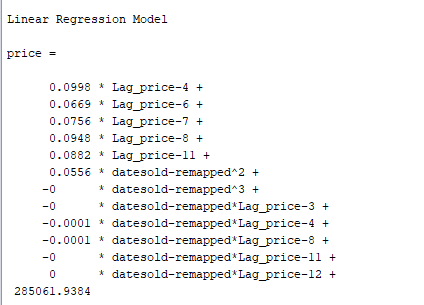 Linear Regression Model
price =
0.0998 * Lag_price-4 +
0.0669 * Lag_price-6 +
0.0756 * Lag_price-7 +
0.0948 * Lag_price-8 +
0.0882 * Lag_price-11 +
0.0556 * datesold-remapped^2 +
-0 * datesold-remapped^3 +
-0 * datesold-remapped*Lag_price-3 +
-0.0001 * datesold-remapped*Lag_price-4 +
-0.0001 * datesold-remapped*Lag_price-8 +
-0 * datesold-remapped*Lag_price-11 +
0 * datesold-remapped*Lag_price-12 +
285061.9384